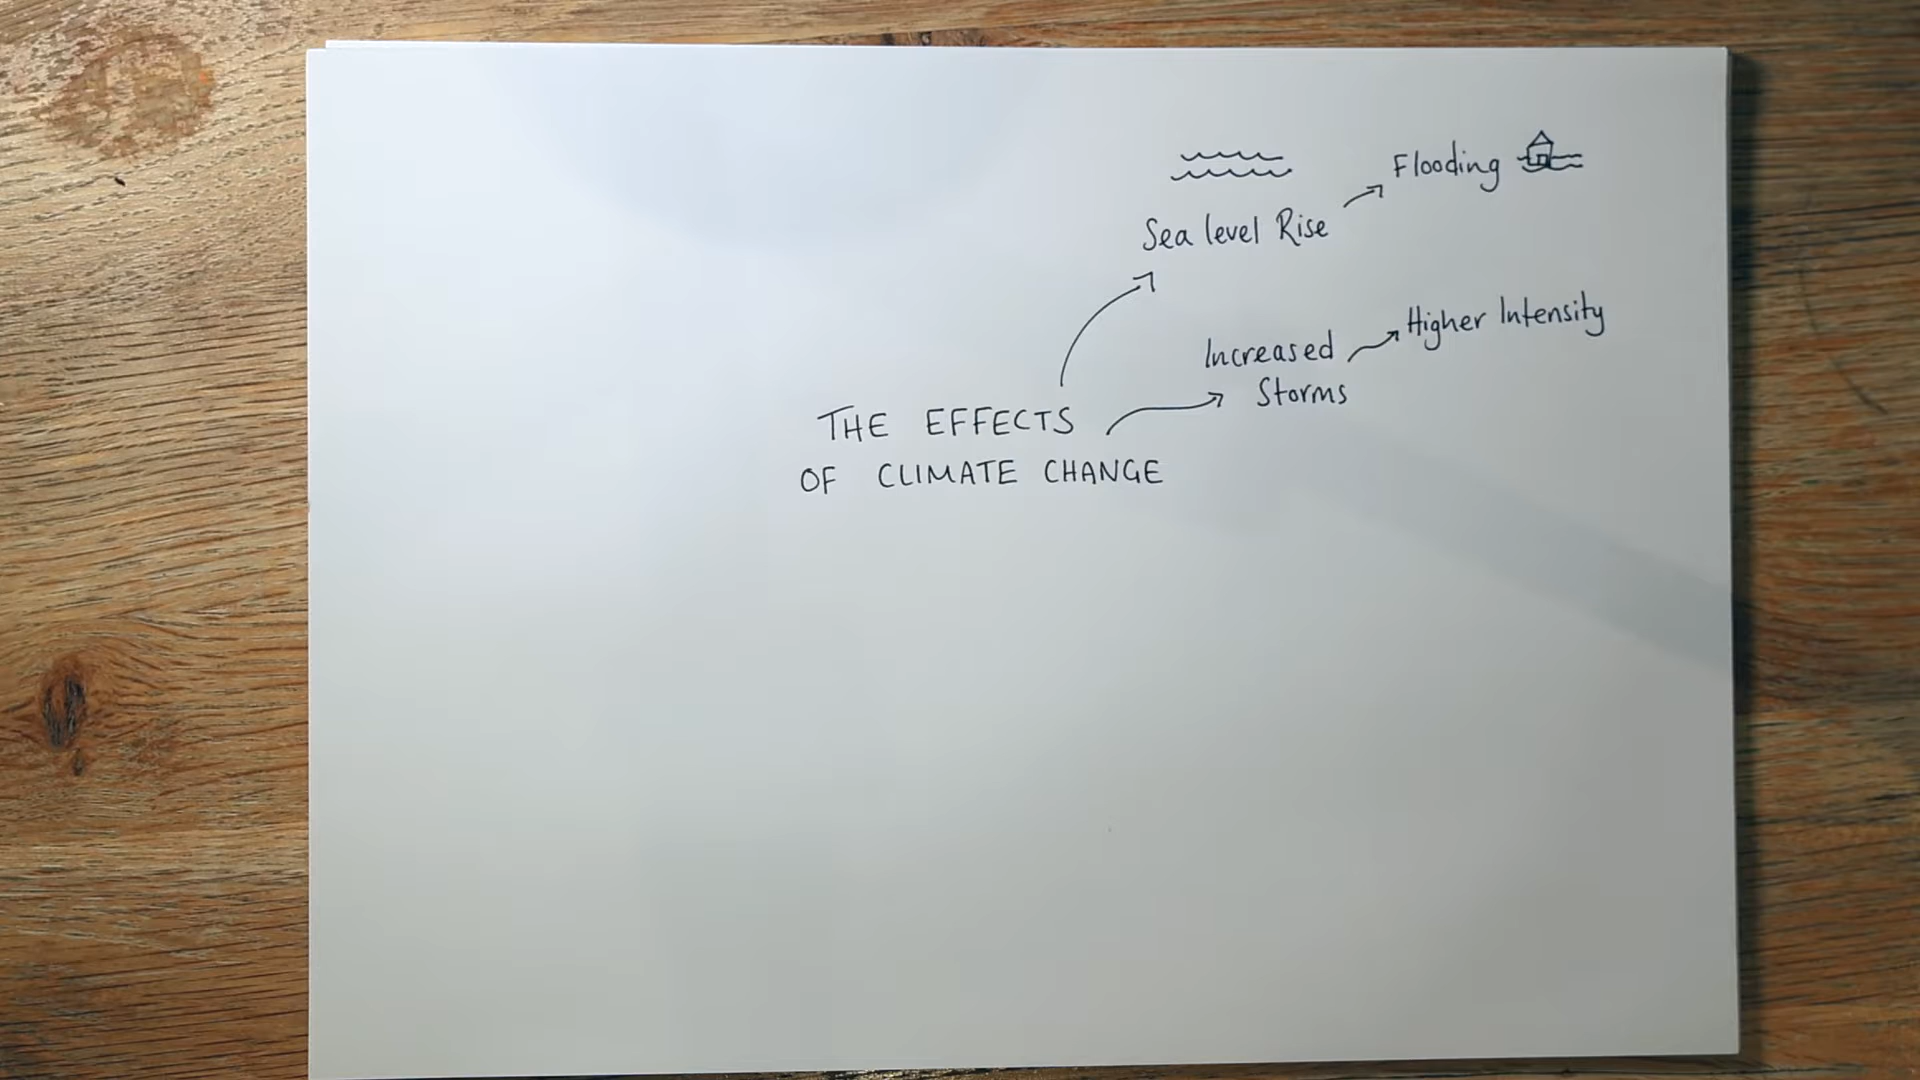 Flooding
Sea level Rise
Higher Intensity
Increased
Storms
THE EFFECTS
OF CLIMATE CHANGE